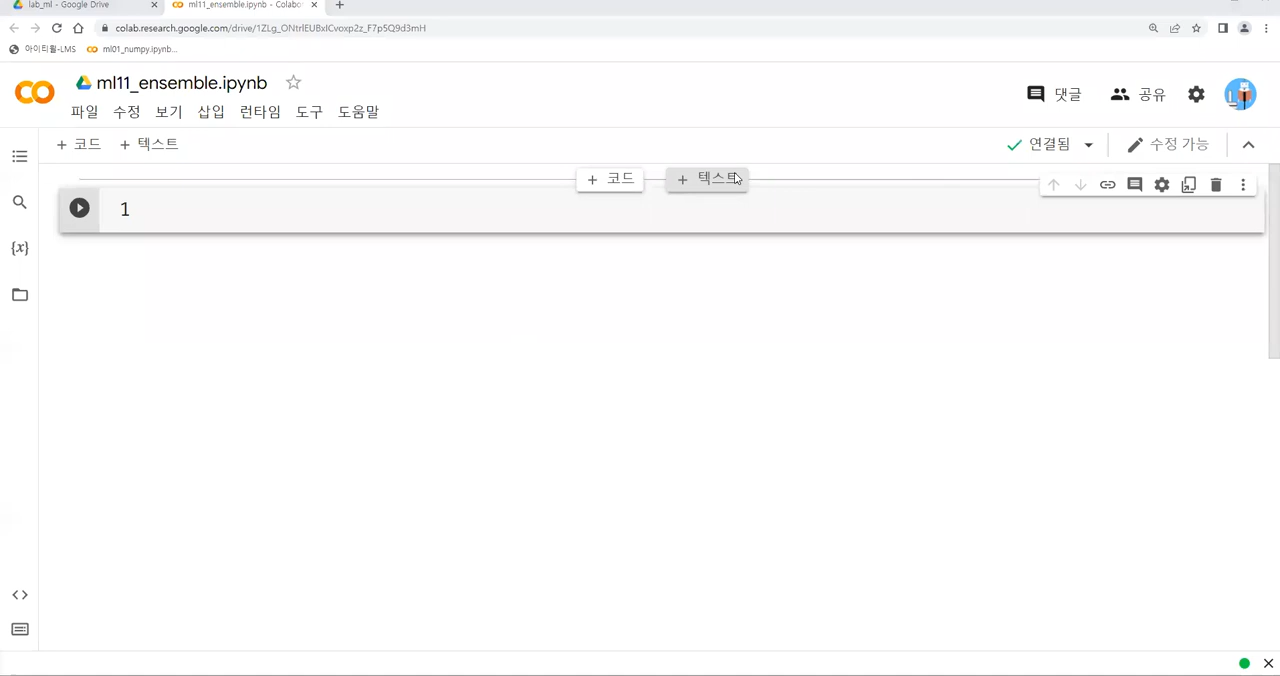 lab_ml - Google Drive
ml11_ensemble.ipynb - Colabo
colab.research.google.com/drive/1ZLg_ONtrlEUBxICvoxp2z_F7p5Q9d3mH
아이티윌-LMS
ml01_numpy.ipynb...
ml11_ensemble.ipynb
댓글
공유
파일 수정 보기 삽입 런타임 도구 도움말
+ 코드 + 텍스트
연결됨
수정 가능
+ 코드
+ 텍스트
1
{x}